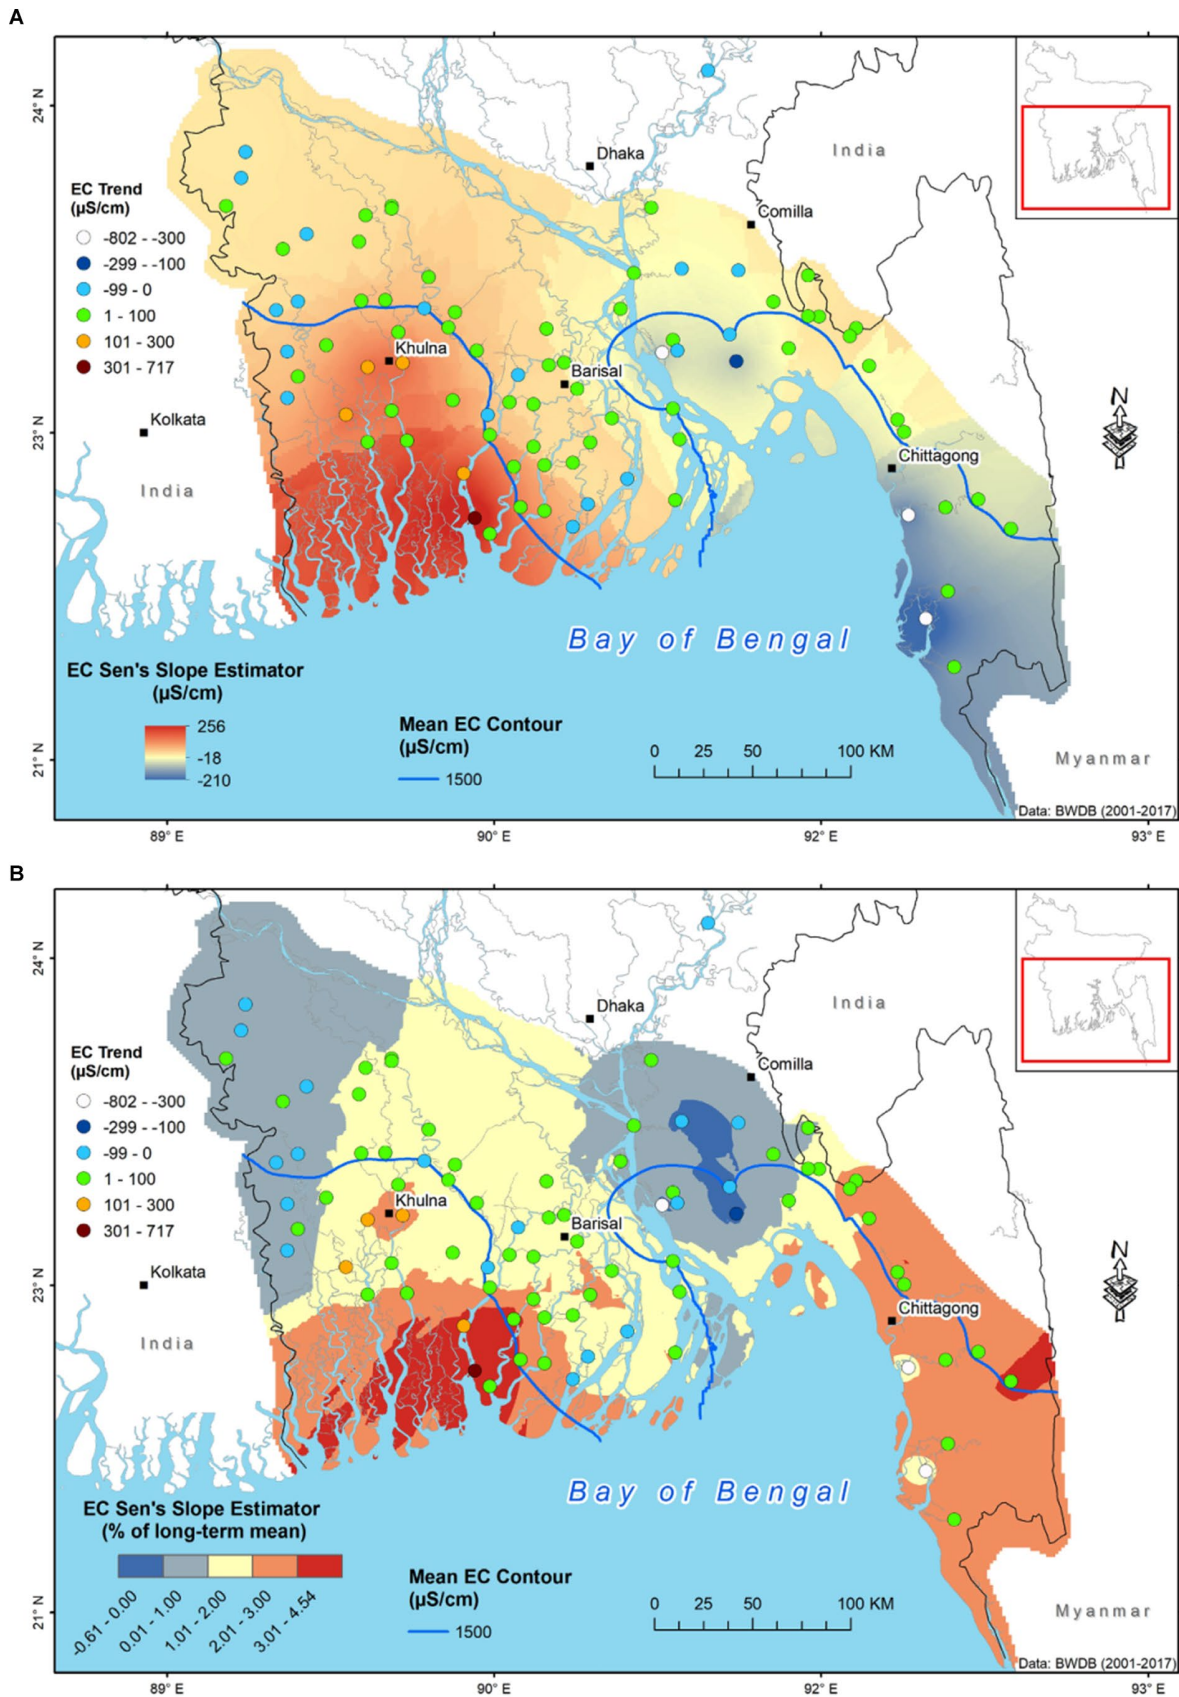 A
24° N
Dhaka
India
EC Trend
(µS/cm)
-802 - -300
-299 - -100
-99 - 0
1 - 100
101 - 300
301 - 717
Comilla
Khulna
Barisal
Kolkata
23° N
India
N
Chittagong
Bay of Bengal
EC Sen's Slope Estimator
(µS/cm)
256
-18
-210
Mean EC Contour
(µS/cm)
1500
0 25 50 100 KM
21° N
Myanmar
Data: BWDB (2001-2017)
89° E 90° E 92° E 93° E
B
24° N
Dhaka
India
EC Trend
(µS/cm)
-802 - -300
-299 - -100
-99 - 0
1 - 100
101 - 300
301 - 717
Comilla
Khulna
Barisal
Kolkata
23° N
India
N
Chittagong
Bay of Bengal
EC Sen's Slope Estimator
(% of long-term mean)
-0.61 - 0.00
0.01 - 1.00
1.01 - 2.00
2.01 - 3.00
3.01 - 4.54
Mean EC Contour
(µS/cm)
1500
0 25 50 100 KM
21° N
Myanmar
Data: BWDB (2001-2017)
89° E 90° E 92° E 93° E